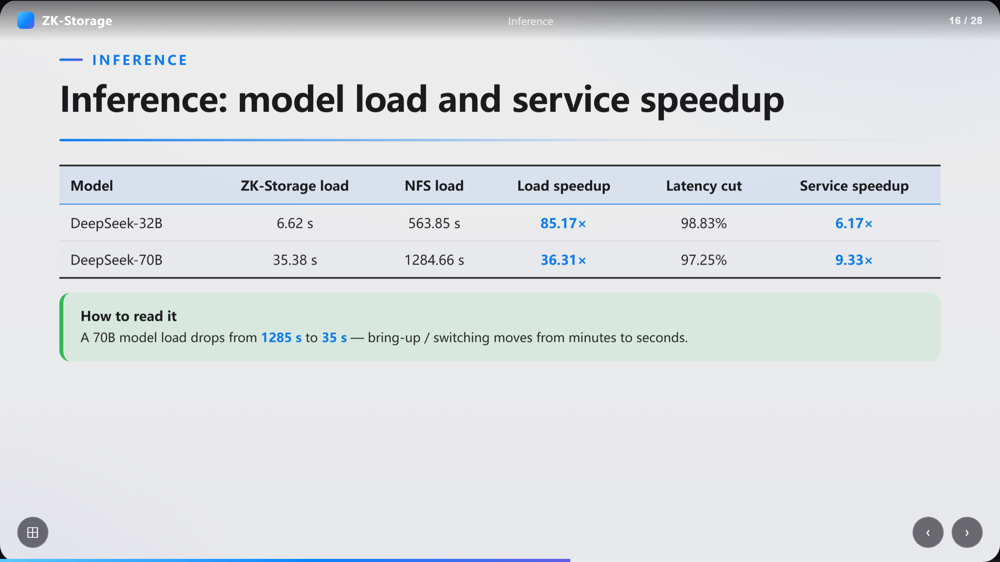 ZK-Storage
Inference
16 / 28
INFERENCE
Inference: model load and service speedup
Model ZK-Storage load NFS load Load speedup Latency cut Service speedup
DeepSeek-32B 6.62 s 563.85 s 85.17× 98.83% 6.17×
DeepSeek-70B 35.38 s 1284.66 s 36.31× 97.25% 9.33×
How to read it
A 70B model load drops from 1285 s to 35 s — bring-up / switching moves from minutes to seconds.